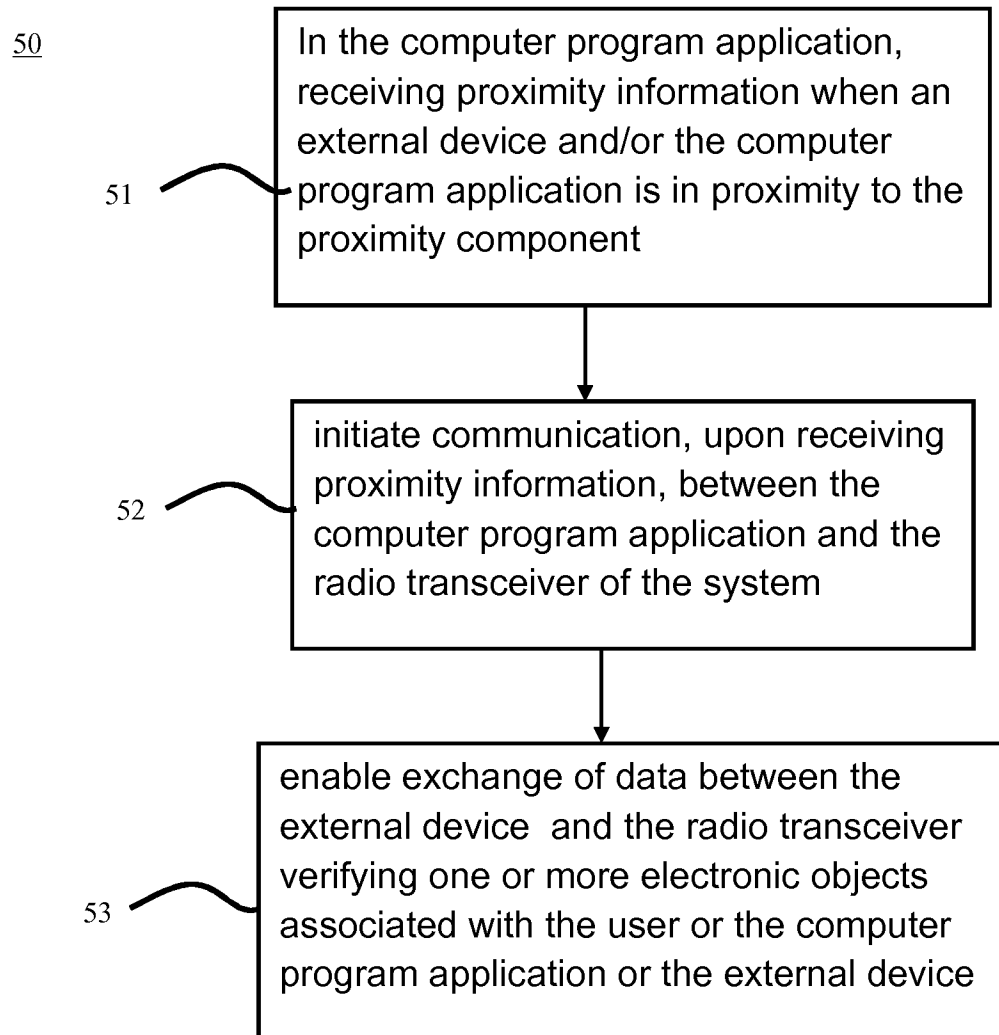 50
In the computer program application,
receiving proximity information when an
external device and/or the computer
program application is in proximity to the
proximity component
51
initiate communication, upon receiving
proximity information, between the
computer program application and the
radio transceiver of the system
52
enable exchange of data between the
external device and the radio transceiver
verifying one or more electronic objects
associated with the user or the computer
program application or the external device
53